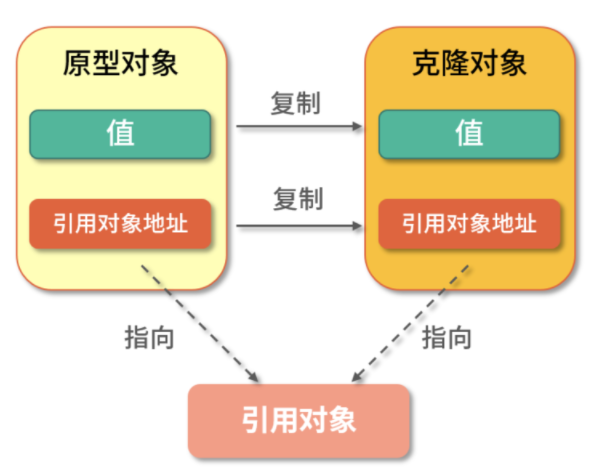 原型对象
克隆对象
复制
值
值
复制
引用对象地址
引用对象地址
指向
指向
引用对象